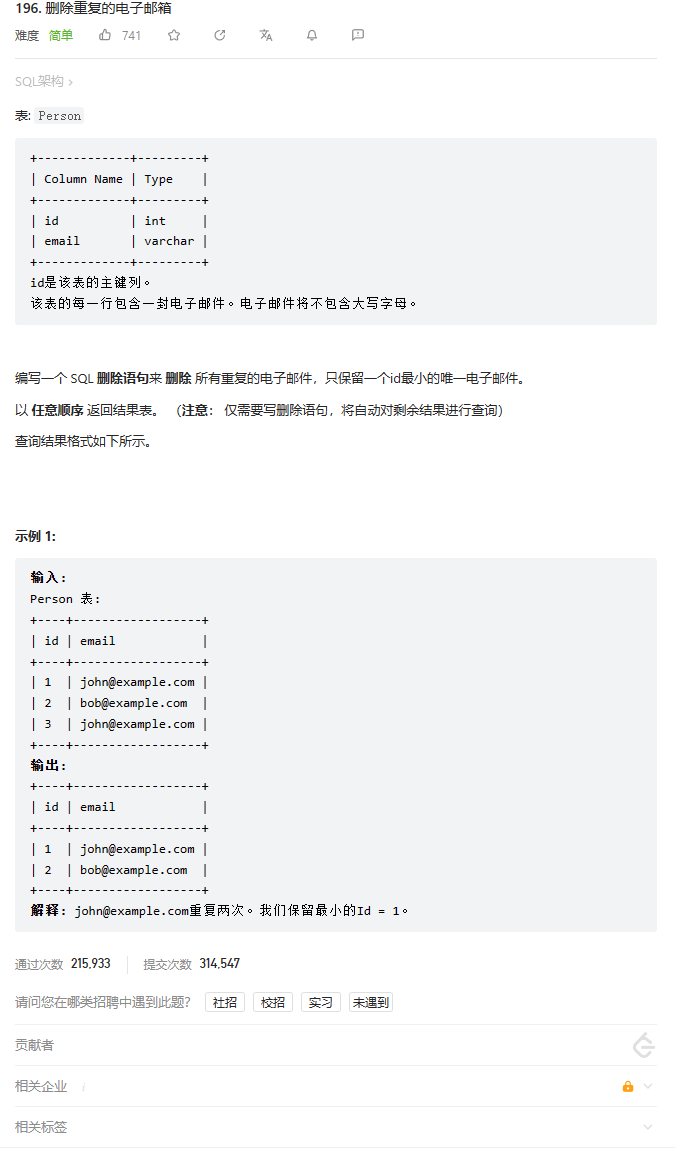 196. 删除重复的电子邮箱
难度 简单 741
SQL架构 ›
表: Person
+-------------+---------+
| Column Name | Type    |
+-------------+---------+
| id          | int     |
| email       | varchar |
+-------------+---------+
id是该表的主键列。
该表的每一行包含一封电子邮件。电子邮件将不包含大写字母。
编写一个 SQL 删除语句来 删除 所有重复的电子邮件，只保留一个id最小的唯一电子邮件。
以 任意顺序 返回结果表。 （注意： 仅需要写删除语句，将自动对剩余结果进行查询）
查询结果格式如下所示。
示例 1:
输入:
Person 表:
+----+------------------+
| id | email            |
+----+------------------+
| 1  | john@example.com |
| 2  | bob@example.com  |
| 3  | john@example.com |
+----+------------------+
输出:
+----+------------------+
| id | email            |
+----+------------------+
| 1  | john@example.com |
| 2  | bob@example.com  |
+----+------------------+
解释: john@example.com重复两次。我们保留最小的Id = 1。
通过次数 215,933 提交次数 314,547
请问您在哪类招聘中遇到此题? 社招 校招 实习 未遇到
贡献者
相关企业 i
相关标签